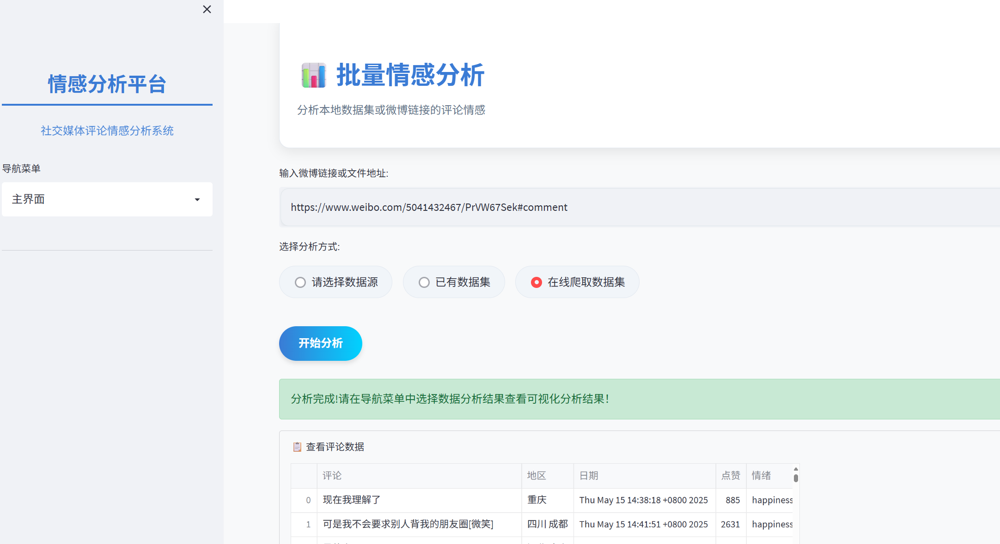 情感分析平台
社交媒体评论情感分析系统
导航菜单
主界面
批量情感分析
分析本地数据集或微博链接的评论情感
输入微博链接或文件地址:
https://www.weibo.com/5041432467/PrVW67Sek#comment
选择分析方式:
请选择数据源 已有数据集 在线爬取数据集
开始分析
分析完成!请在导航菜单中选择数据分析结果查看可视化分析结果!
查看评论数据
评论 地区 日期 点赞 情绪
0 现在我理解了 重庆 Thu May 15 14:38:18 +0800 2025 885 happiness
1 可是我不会要求别人背我的朋友圈[微笑] 四川 成都 Thu May 15 14:41:51 +0800 2025 2631 happiness